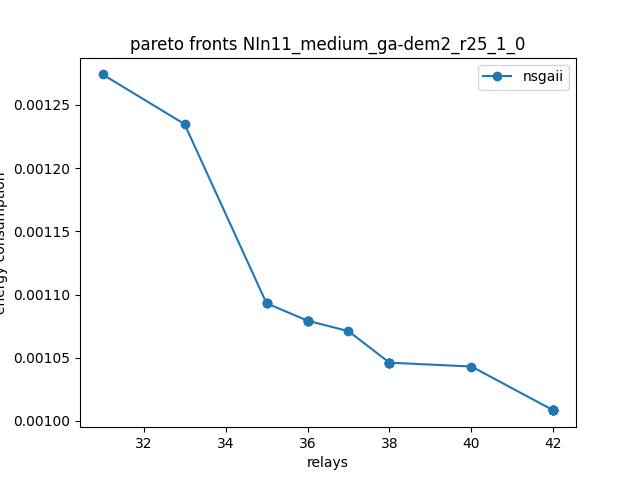 pareto fronts NIn11_medium_ga-dem2_r25_1_0
nsgaii
0.00125
0.00120
0.00115
0.00110
0.00105
0.00100
energy consumption
32 34 36 38 40 42
relays